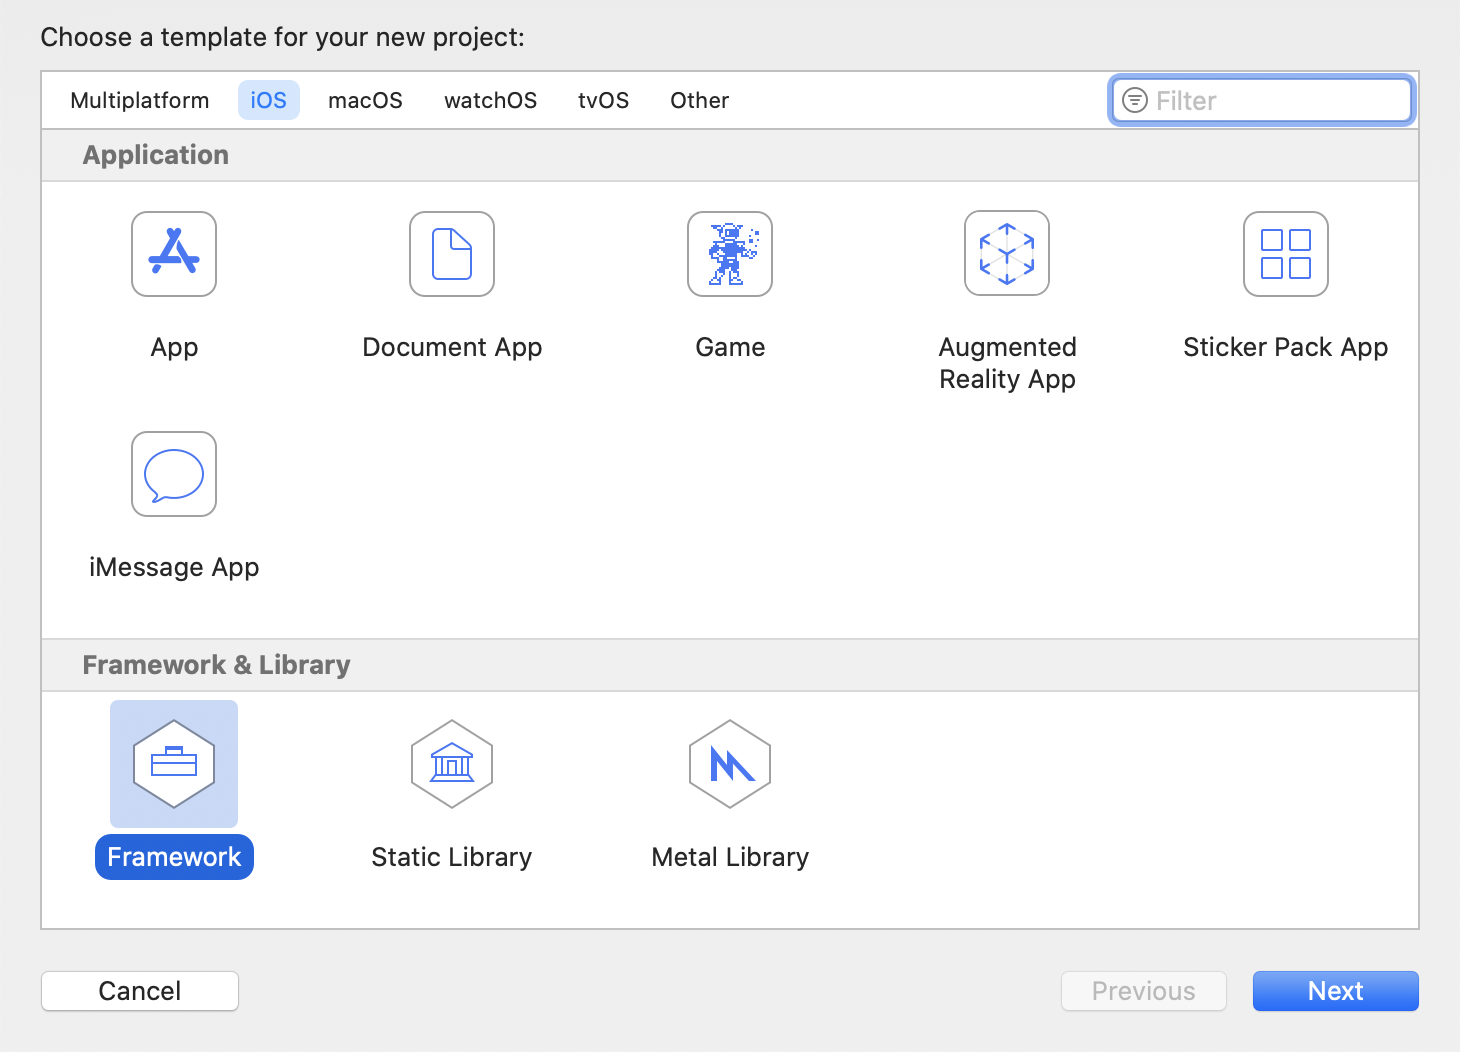 Choose a template for your new project:
Multiplatform iOS macOS watchOS tvOS Other Filter
Application
App Document App Game Augmented Sticker Pack App
Reality App
iMessage App
Framework & Library
Framework Static Library Metal Library
Cancel Previous Next